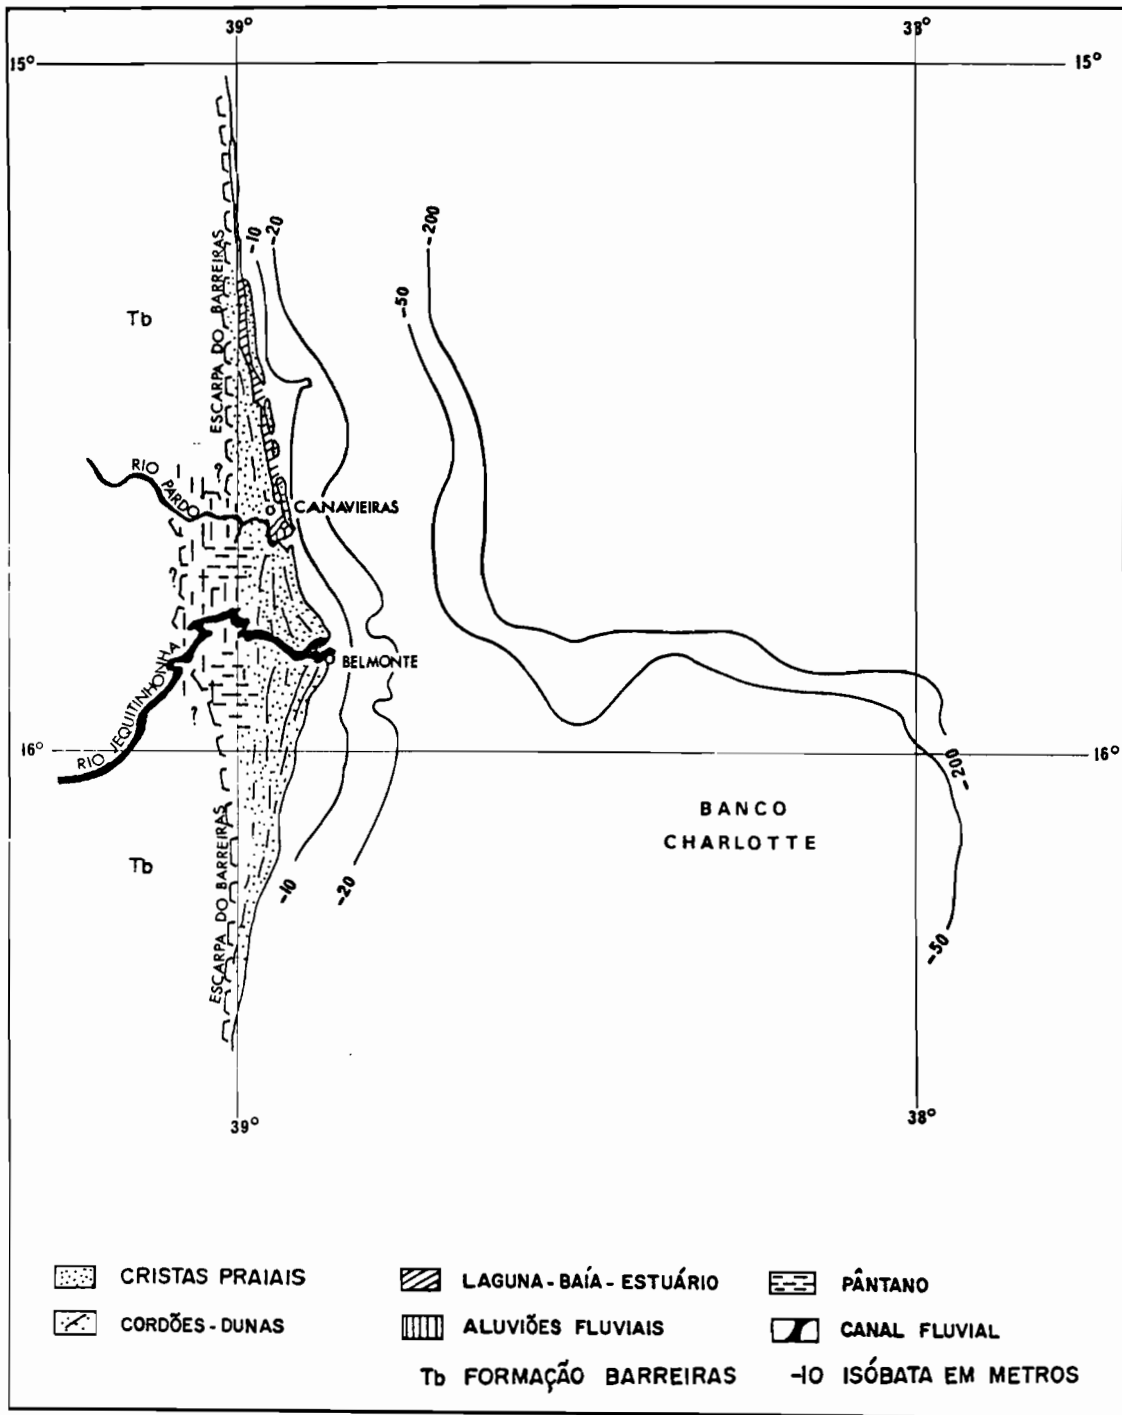 39°
38°
15°
15°
-10
-20
-200
-50
ESCARPA DO BARREIRAS
Tb
RIO PARDO
?
CANAVIEIRAS
?
RIO JEQUITINHONHA
BELMONTE
?
16°
16°
-200
BANCO
CHARLOTTE
ESCARPA DO BARREIRAS
Tb
-10
-20
-50
39°
38°
CRISTAS PRAIAIS
LAGUNA-BAÍA-ESTUÁRIO
PÂNTANO
CORDÕES-DUNAS
ALUVIÕES FLUVIAIS
CANAL FLUVIAL
Tb FORMAÇÃO BARREIRAS
-10 ISÓBATA EM METROS